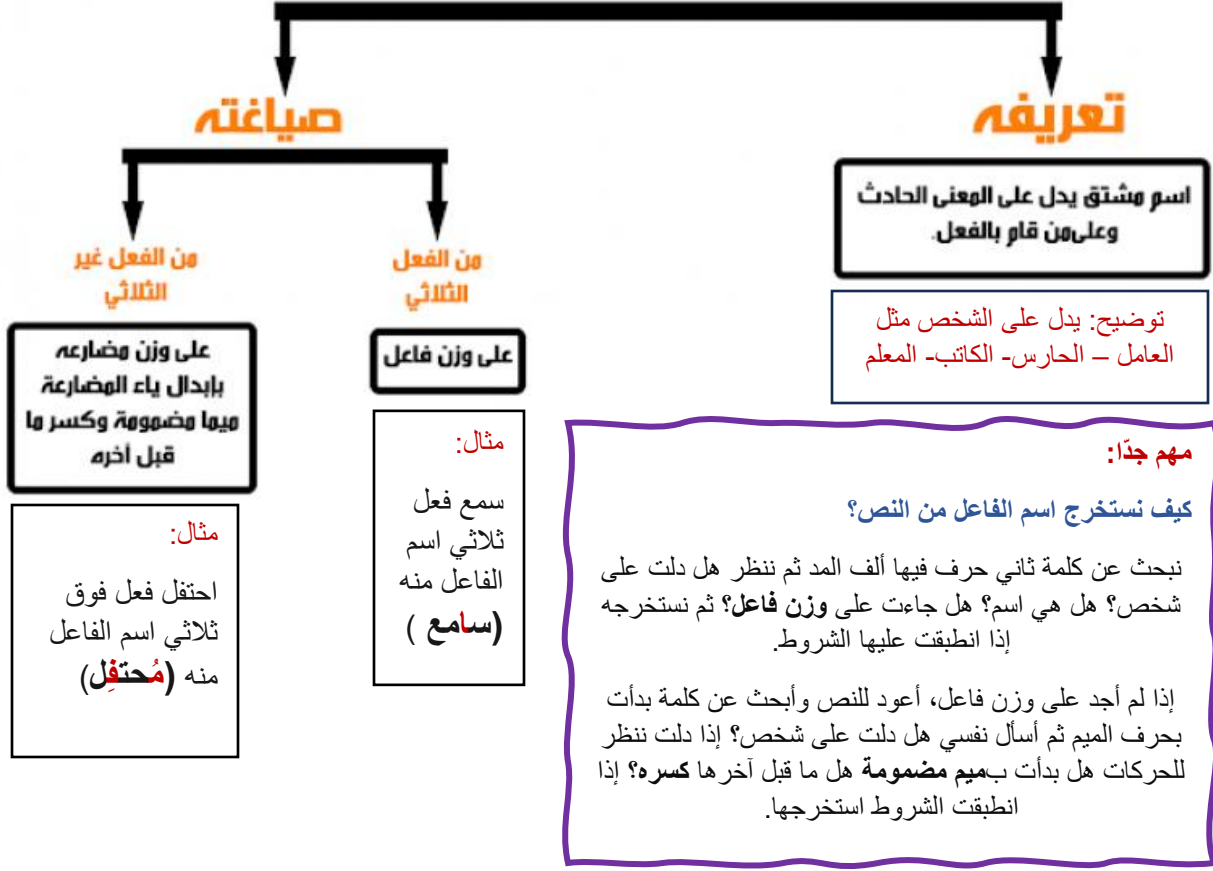 تعريفه
اسم مشتق يدل على المعنى الحادث
وعلى من قام بالفعل.
توضيح: يدل على الشخص مثل
العامل – الحارس- الكاتب- المعلم
صياغته
من الفعل
الثلاثي
على وزن فاعل
مثال:
سمع فعل
ثلاثي اسم
الفاعل منه
(سامع )
من الفعل غير
الثلاثي
على وزن مضارعه
بإبدال ياء المضارعة
ميما مضمومة وكسر ما
قبل أخره
مثال:
احتفل فعل فوق
ثلاثي اسم الفاعل
منه (مُحتفِل)
مهم جدّا:
كيف نستخرج اسم الفاعل من النص؟
نبحث عن كلمة ثاني حرف فيها ألف المد ثم ننظر هل دلت على
شخص؟ هل هي اسم؟ هل جاءت على وزن فاعل؟ ثم نستخرجه
إذا انطبقت عليها الشروط.
إذا لم أجد على وزن فاعل، أعود للنص وأبحث عن كلمة بدأت
بحرف الميم ثم أسأل نفسي هل دلت على شخص؟ إذا دلت ننظر
للحركات هل بدأت بميم مضمومة هل ما قبل آخرها كسره؟ إذا
انطبقت الشروط استخرجها.